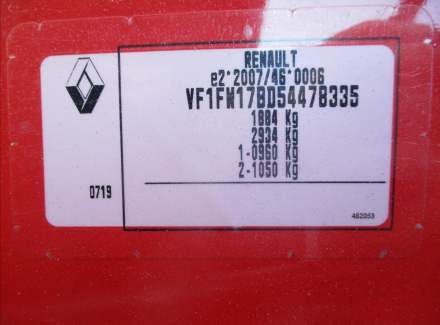 RENAULT
e2*2007/46*0006
VF1FW17BD54478335
1884 Kg
2934 Kg
1-0960 Kg
2-1050 Kg
0719
462053